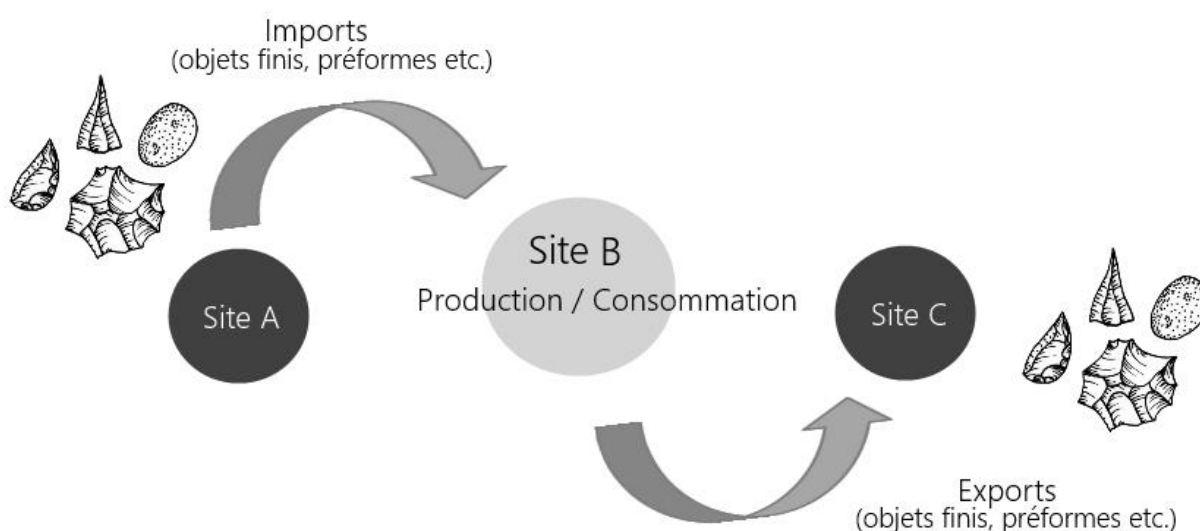 Imports
(objets finis, préformes etc.)
Site A
Site B
Production / Consommation
Site C
Exports
(objets finis, préformes etc.)